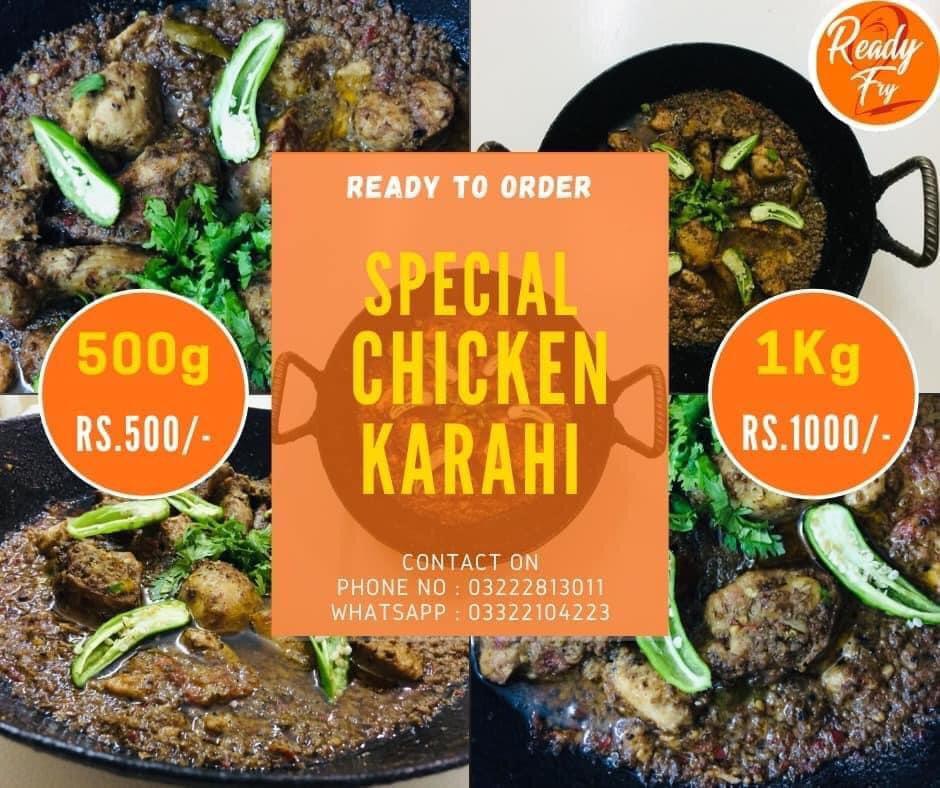 Ready
Fry
READY TO ORDER
SPECIAL
CHICKEN
KARAHI
500g
RS.500/-
1Kg
RS.1000/-
CONTACT ON
PHONE NO : 03222813011
WHATSAPP : 03322104223